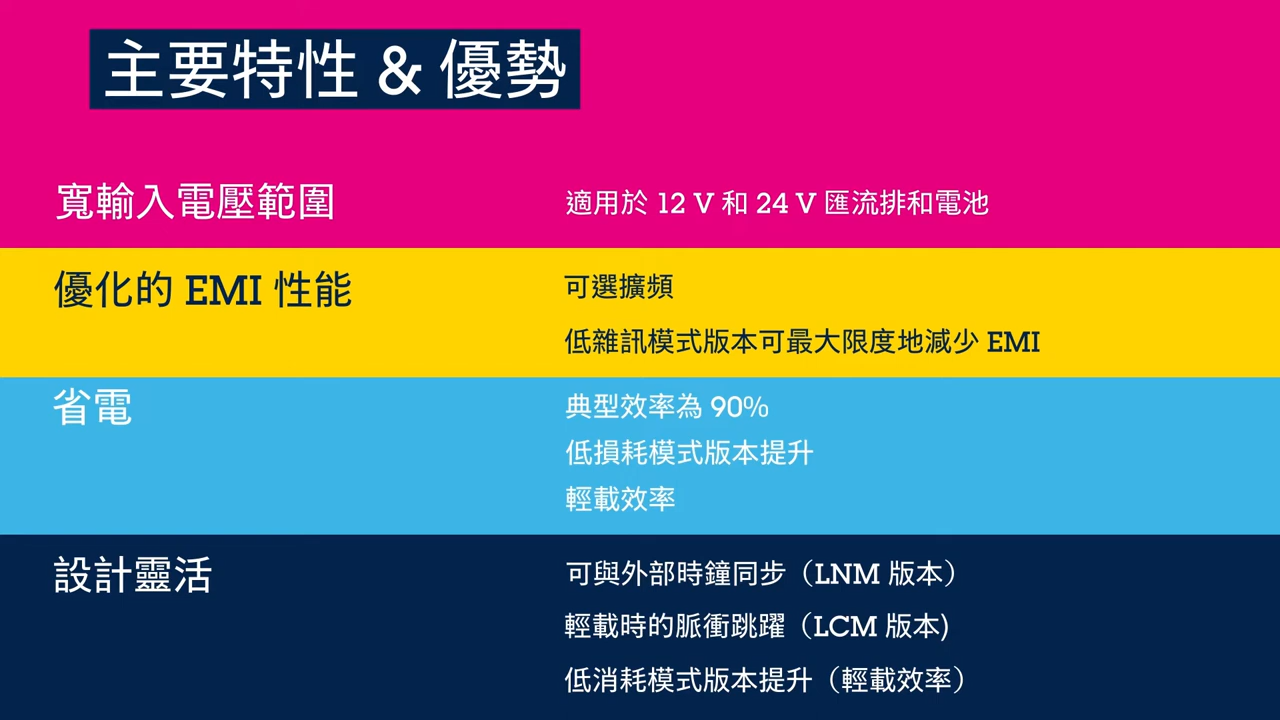 主要特性 & 優勢
寬輸入電壓範圍
適用於 12 V 和 24 V 匯流排和電池
優化的 EMI 性能
可選擴頻
低雜訊模式版本可最大限度地減少 EMI
省電
典型效率為 90%
低損耗模式版本提升
輕載效率
設計靈活
可與外部時鐘同步（LNM 版本）
輕載時的脈衝跳躍（LCM 版本)
低消耗模式版本提升（輕載效率）